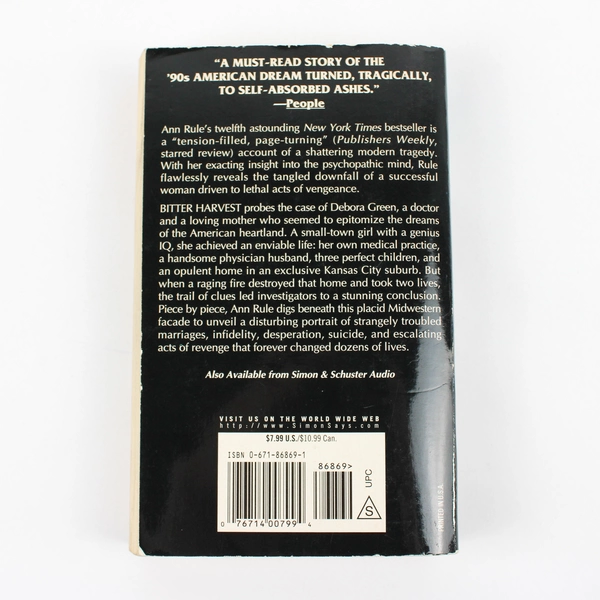 “A MUST-READ STORY OF THE
’90s AMERICAN DREAM TURNED, TRAGICALLY,
TO SELF-ABSORBED ASHES.”
—People
Ann Rule’s twelfth astounding New York Times bestseller is
a “tension-filled, page-turning” (Publishers Weekly,
starred review) account of a shattering modern tragedy.
With her exacting insight into the psychopathic mind, Rule
flawlessly reveals the tangled downfall of a successful
woman driven to lethal acts of vengeance.
BITTER HARVEST probes the case of Debora Green, a doctor
and a loving mother who seemed to epitomize the dreams
of the American heartland. A small-town girl with a genius
IQ, she achieved an enviable life: her own medical practice,
a handsome physician husband, three perfect children, and
an opulent home in an exclusive Kansas City suburb. But
when a raging fire destroyed that home and took two lives,
the trail of clues led investigators to a stunning conclusion.
Piece by piece, Ann Rule digs beneath this placid Midwestern
facade to unveil a disturbing portrait of strangely troubled
marriages, infidelity, desperation, suicide, and escalating
acts of revenge that forever changed dozens of lives.
Also Available from Simon & Schuster Audio
VISIT US ON THE WORLD WIDE WEB
http://www.SimonSays.com
$7.99 U.S./$10.99 Can.
ISBN 0-671-86869-1
86869>
UPC
S
0 76714 00799 4
PRINTED IN U.S.A.